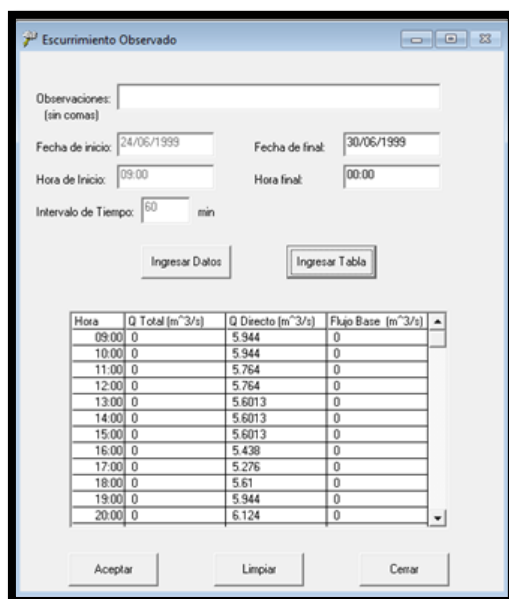 Escurrimiento Observado
Observaciones:
(sin comas)
Fecha de inicio: 24/06/1999 Fecha de final: 30/06/1999
Hora de Inicio: 09:00 Hora final: 00:00
Intervalo de Tiempo: 60 min
Ingresar Datos Ingresar Tabla
Hora Q Total (m^3/s) Q Directo (m^3/s) Flujo Base (m^3/s)
09:00 0 5.944 0
10:00 0 5.944 0
11:00 0 5.764 0
12:00 0 5.764 0
13:00 0 5.6013 0
14:00 0 5.6013 0
15:00 0 5.6013 0
16:00 0 5.438 0
17:00 0 5.276 0
18:00 0 5.61 0
19:00 0 5.944 0
20:00 0 6.124 0
Aceptar Limpiar Cerrar